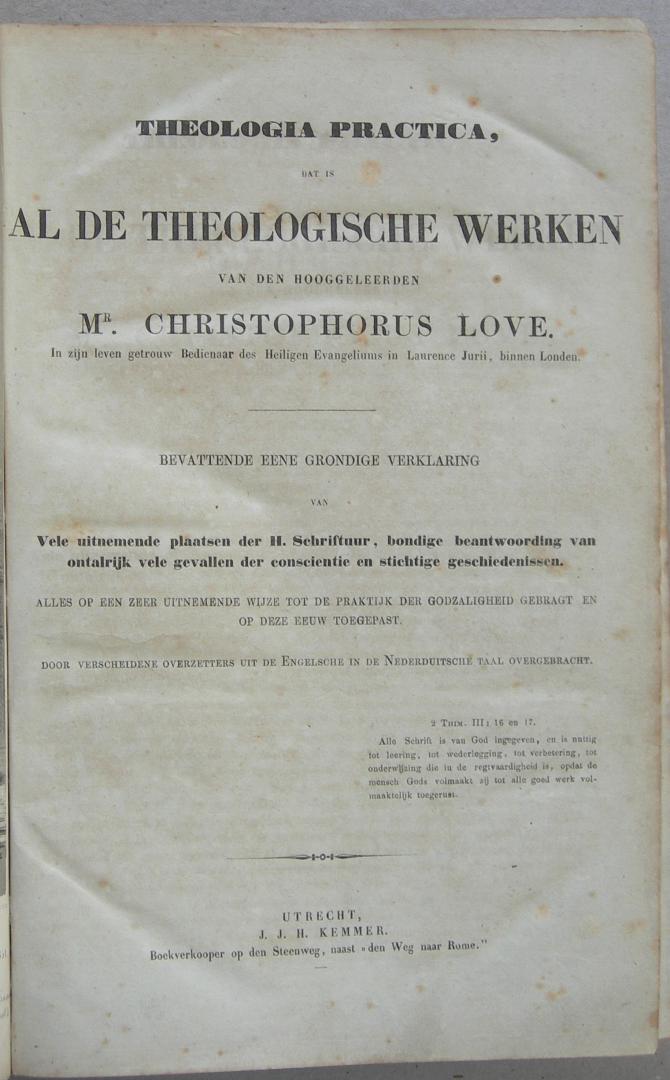 THEOLOGIA PRACTICA,
DAT IS
AL DE THEOLOGISCHE WERKEN
VAN DEN HOOGGELEERDEN
MR. CHRISTOPHORUS LOVE.
In zijn leven getrouw Bedienaar des Heiligen Evangeliums in Laurence Jurii, binnen Londen.
BEVATTENDE EENE GRONDIGE VERKLARING
VAN
Vele uitnemende plaatsen der H. Schriftuur, bondige beantwoording van
ontalrijk vele gevallen der conscientie en stichtige geschiedenissen.
ALLES OP EEN ZEER UITNEMENDE WIJZE TOT DE PRAKTIJK DER GODZALIGHEID GEBRAGT EN
OP DEZE EEUW TOEGEPAST.
DOOR VERSCHEIDENE OVERZETTERS UIT DE ENGELSCHE IN DE NEDERDUITSCHE TAAL OVERGEBRACHT.
2 THIM. III; 16 en 17.
Alle Schrift is van God ingegeven, en is nuttig
tot leering, tot wederlegging, tot verbetering, tot
onderwijzing die in de regtvaardigheid is, opdat de
mensch Gods volmaakt zij tot alle goed werk vol-
maaktelijk toegerust.
UTRECHT,
J. J. H. KEMMER.
Boekverkooper op den Steenweg, naast „den Weg naar Rome."